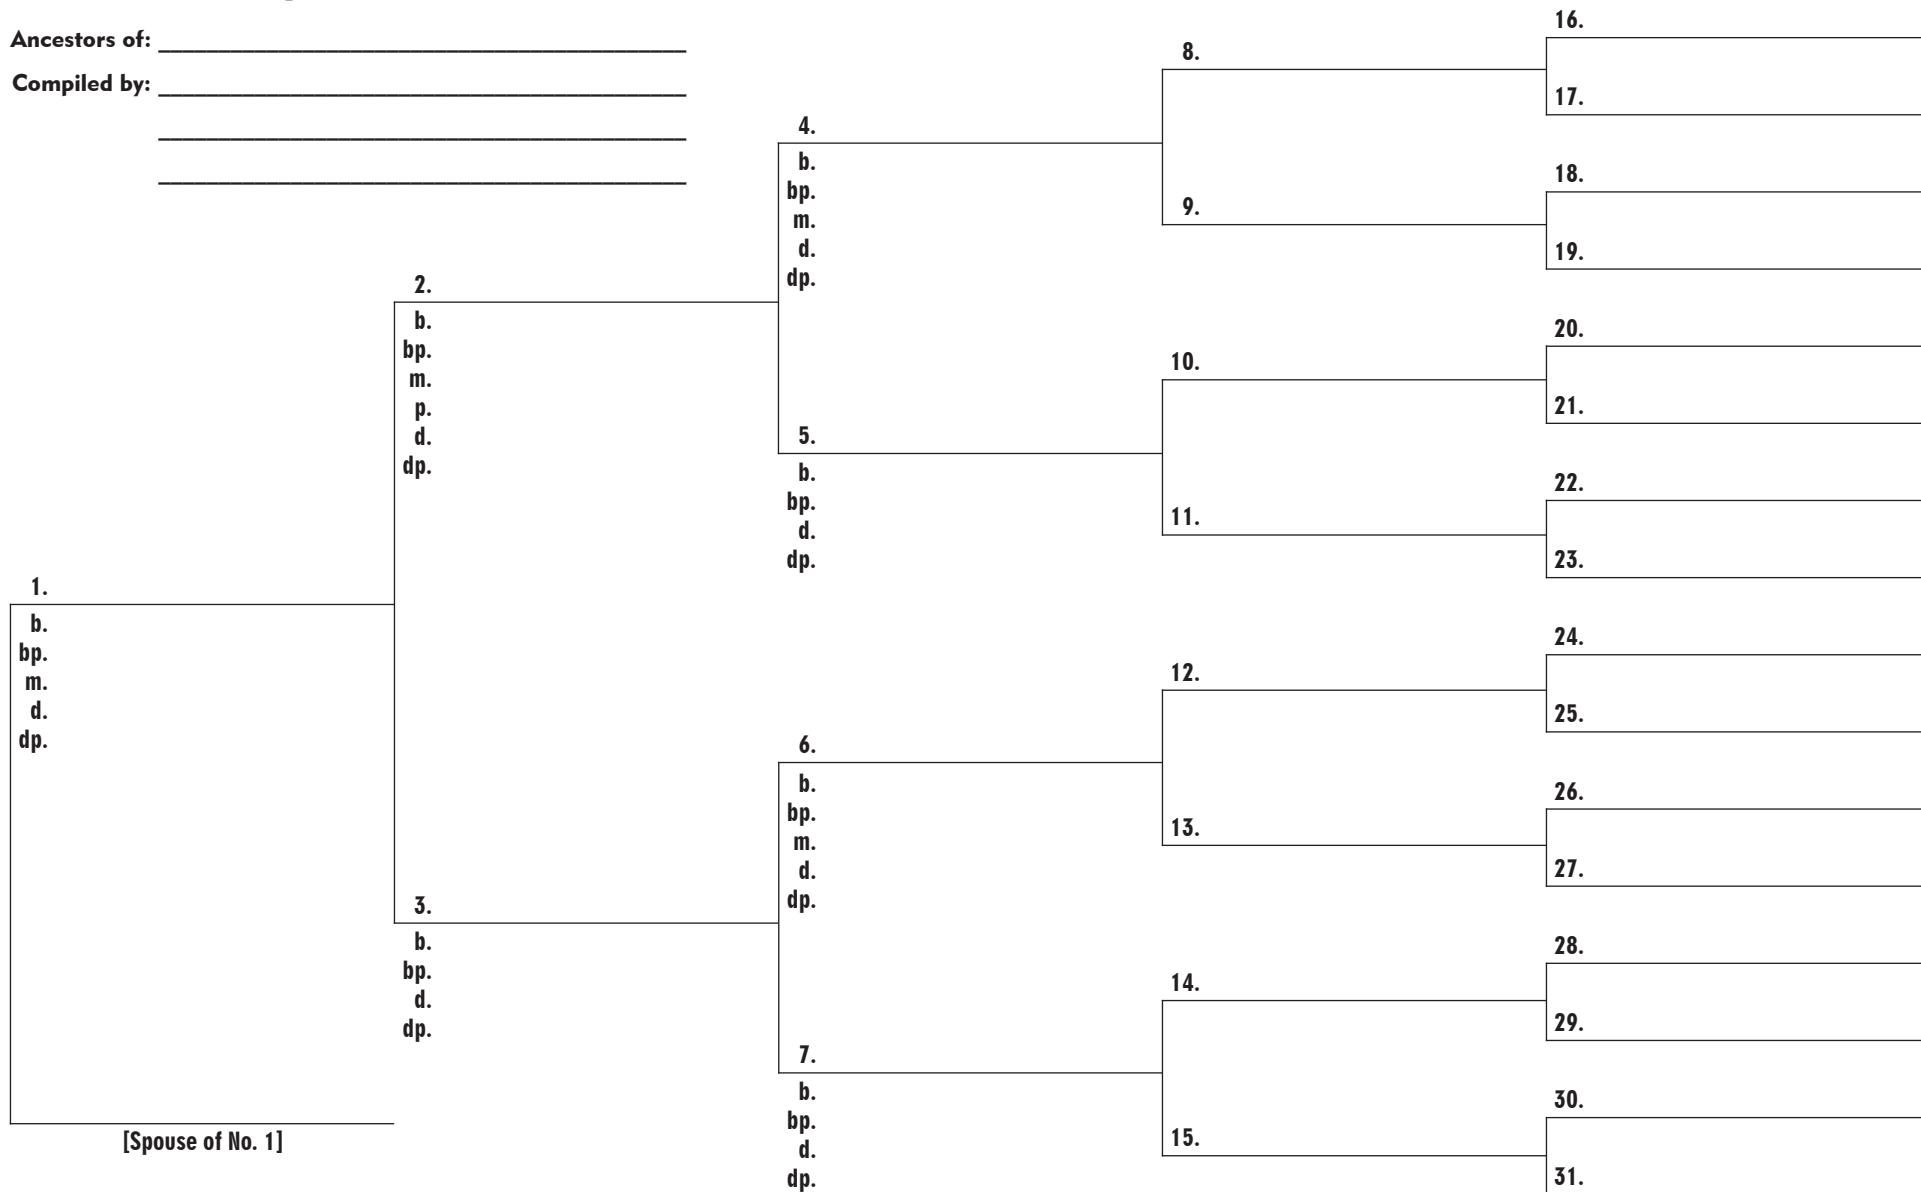 Ancestors of:
Compiled by:
1.
b.
bp.
m.
d.
dp.
[Spouse of No. 1]
2.
b.
bp.
m.
p.
d.
dp.
3.
b.
bp.
d.
dp.
4.
b.
bp.
m.
d.
dp.
5.
b.
bp.
d.
dp.
6.
b.
bp.
m.
d.
dp.
7.
b.
bp.
d.
dp.
8.
9.
10.
11.
12.
13.
14.
15.
16.
17.
18.
19.
20.
21.
22.
23.
24.
25.
26.
27.
28.
29.
30.
31.